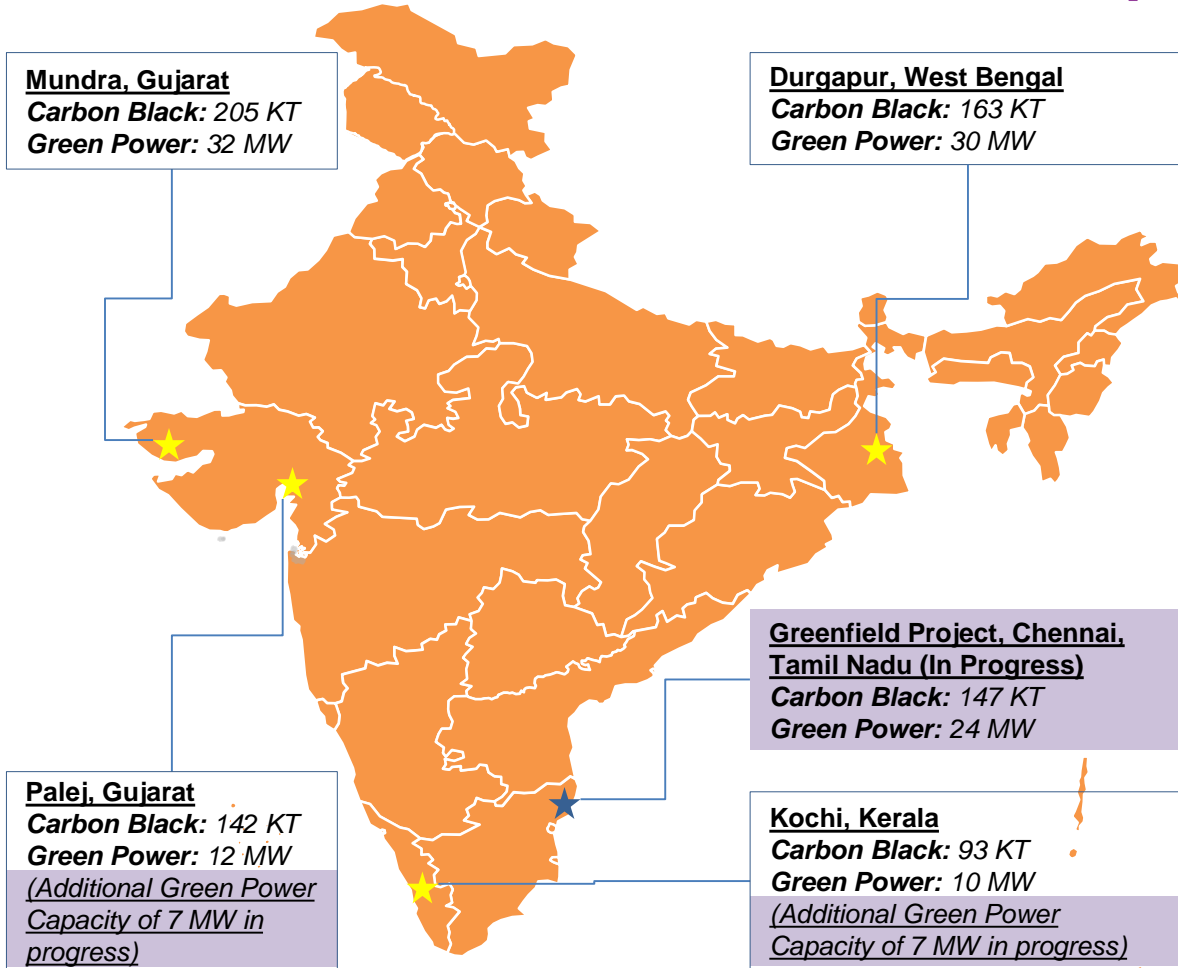 Mundra, Gujarat
Carbon Black: 205 KT
Green Power: 32 MW
Durgapur, West Bengal
Carbon Black: 163 KT
Green Power: 30 MW
Greenfield Project, Chennai,
Tamil Nadu (In Progress)
Carbon Black: 147 KT
Green Power: 24 MW
Palej, Gujarat
Carbon Black: 142 KT
Green Power: 12 MW
(Additional Green Power
Capacity of 7 MW in
progress)
Kochi, Kerala
Carbon Black: 93 KT
Green Power: 10 MW
(Additional Green Power
Capacity of 7 MW in progress)